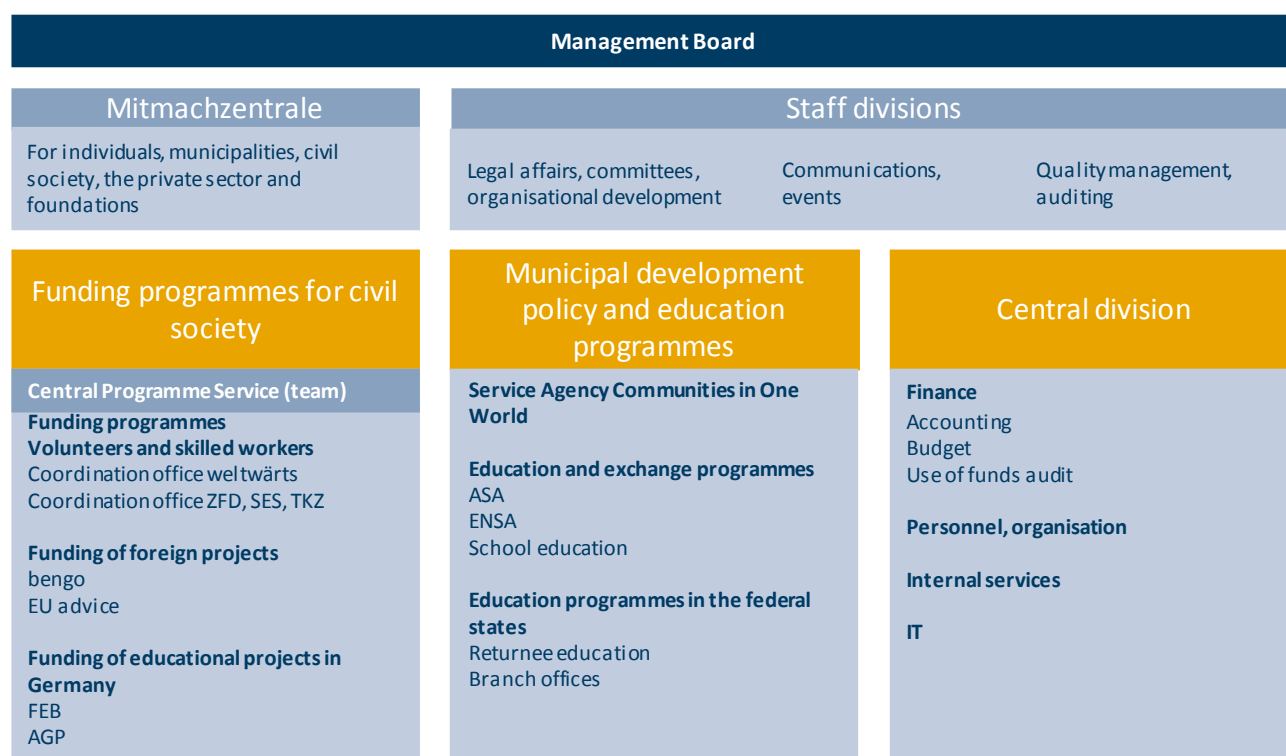 Management Board
Mitmachzentrale
For individuals, municipalities, civil
society, the private sector and
foundations
Staff divisions
Legal affairs, committees,
organisational development
Communications,
events
Quality management,
auditing
Funding programmes for civil
society
Central Programme Service (team)
Funding programmes
Volunteers and skilled workers
Coordination office weltwärts
Coordination office ZFD, SES, TKZ
Funding of foreign projects
bengo
EU advice
Funding of educational projects in
Germany
FEB
AGP
Municipal development
policy and education
programmes
Service Agency Communities in One
World
Education and exchange programmes
ASA
ENSA
School education
Education programmes in the federal
states
Returnee education
Branch offices
Central division
Finance
Accounting
Budget
Use of funds audit
Personnel, organisation
Internal services
IT